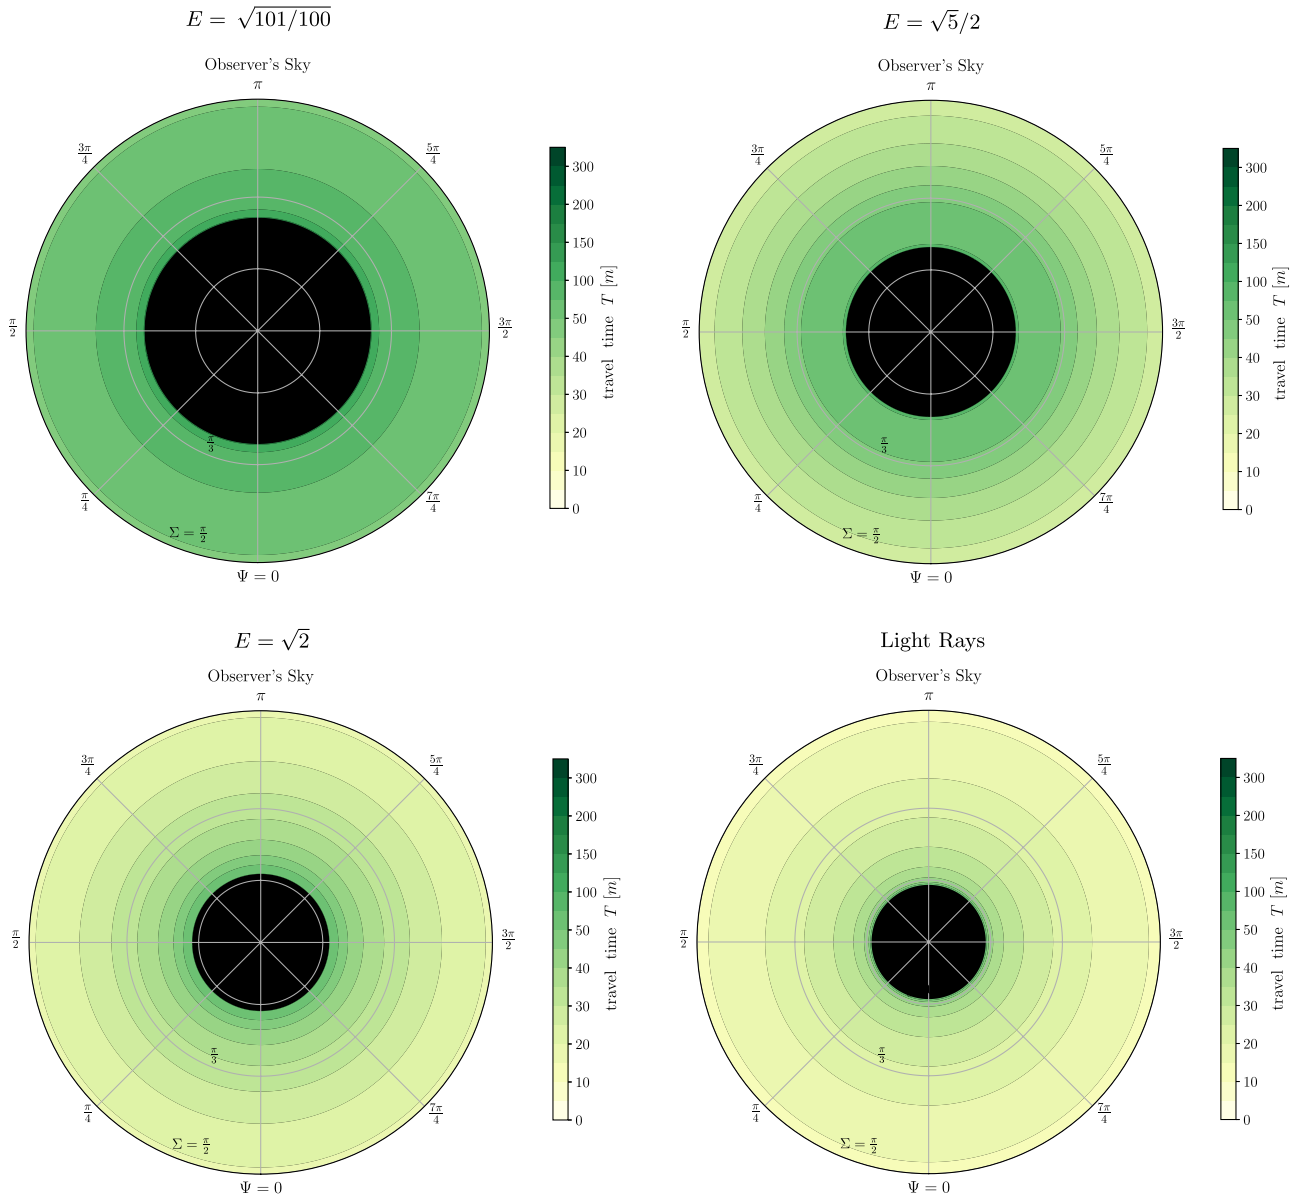 E = √101/100
Observer's Sky
π
3π/4
5π/4
π/2
3π/2
π/3
π/4
7π/4
Σ = π/2
Ψ = 0
300
200
150
100
50
40
30
20
10
0
travel time T [m]
E = √5/2
Observer's Sky
π
3π/4
5π/4
π/2
3π/2
π/3
π/4
7π/4
Σ = π/2
Ψ = 0
300
200
150
100
50
40
30
20
10
0
travel time T [m]
E = √2
Observer's Sky
π
3π/4
5π/4
π/2
3π/2
π/3
π/4
7π/4
Σ = π/2
Ψ = 0
300
200
150
100
50
40
30
20
10
0
travel time T [m]
Light Rays
Observer's Sky
π
3π/4
5π/4
π/2
3π/2
π/3
π/4
7π/4
Σ = π/2
Ψ = 0
300
200
150
100
50
40
30
20
10
0
travel time T [m]